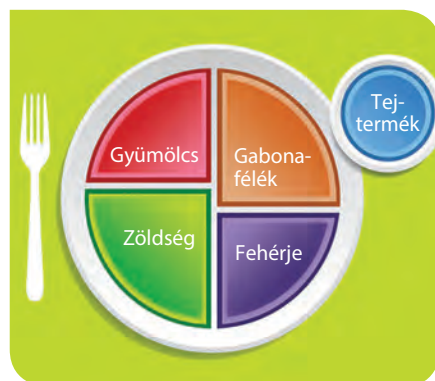 Gyümölcs
Gabona-
félék
Tej-
termék
Zöldség
Fehérje